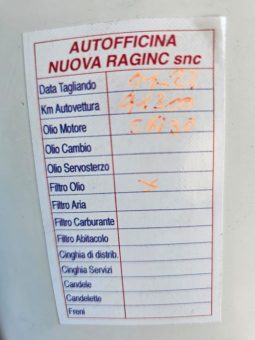 AUTOFFICINA
NUOVA RAGINC snc
Data Tagliando
Km Autovettura
Olio Motore 5W30
Olio Cambio
Olio Servosterzo
Filtro Olio X
Filtro Aria
Filtro Carburante
Filtro Abitacolo
Cinghia di distrib.
Cinghia Servizi
Candele
Candelette
Freni